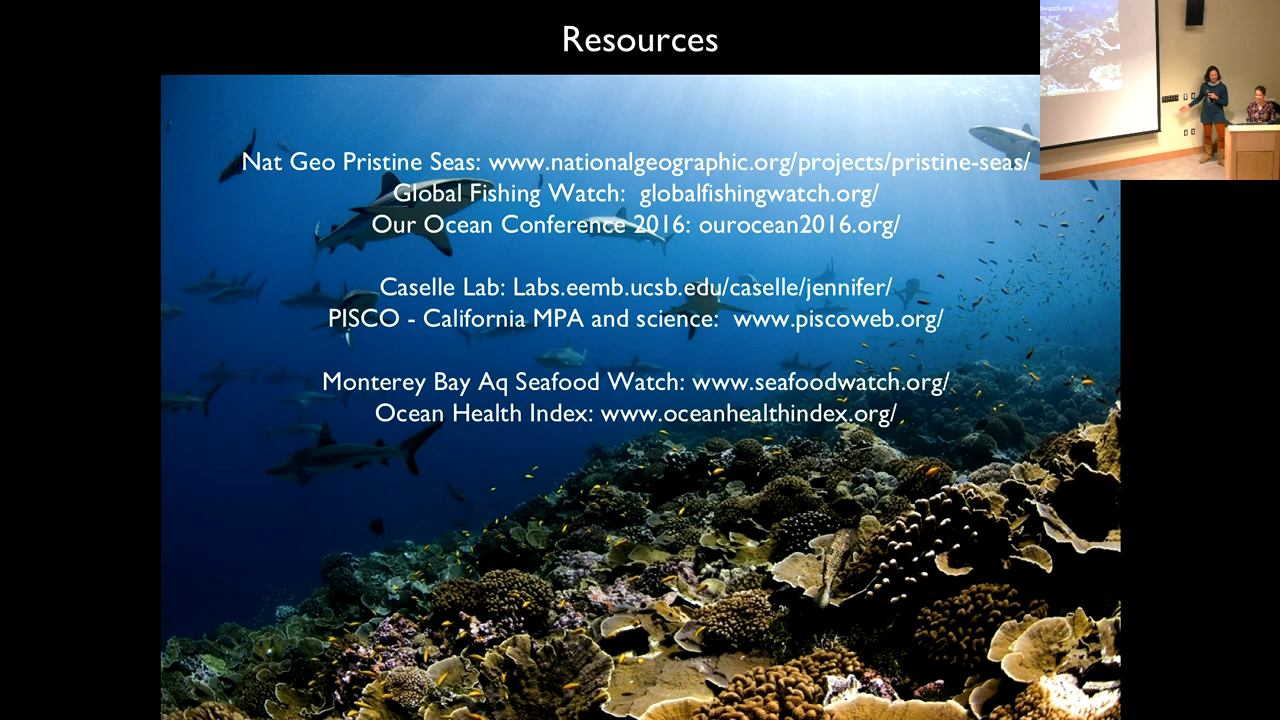 Resources
Nat Geo Pristine Seas: www.nationalgeographic.org/projects/pristine-seas/
Global Fishing Watch: globalfishingwatch.org/
Our Ocean Conference 2016: ourocean2016.org/
Caselle Lab: Labs.eemb.ucsb.edu/caselle/jennifer/
PISCO - California MPA and science: www.piscoweb.org/
Monterey Bay Aq Seafood Watch: www.seafoodwatch.org/
Ocean Health Index: www.oceanhealthindex.org/